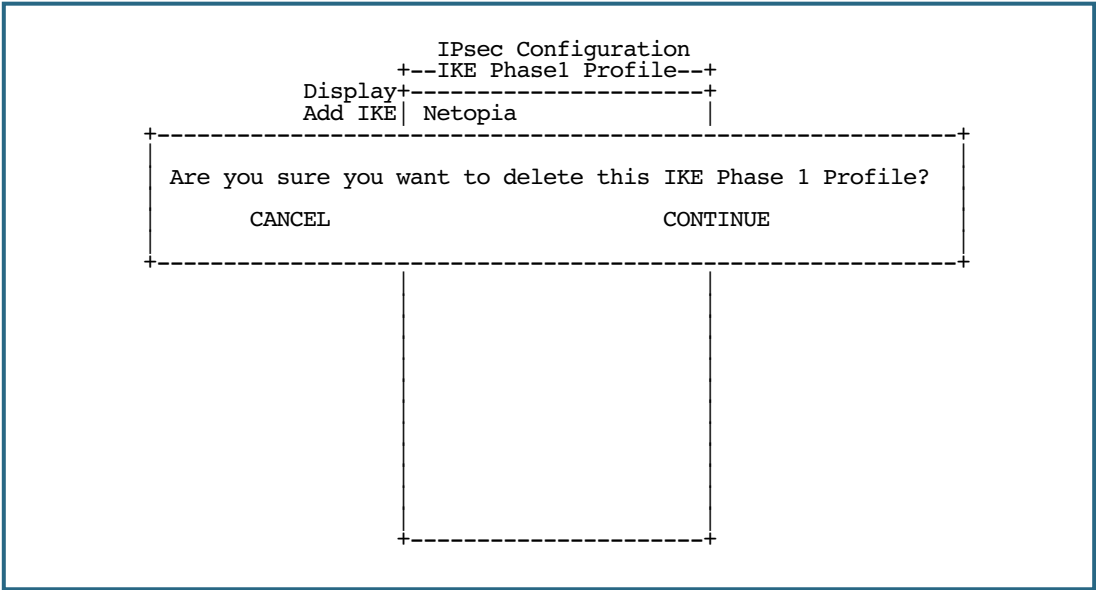 IPsec Configuration
+--IKE Phase1 Profile--+
Display+----------------------+
Add IKE| Netopia |
+------------------------------------------------------------+
Are you sure you want to delete this IKE Phase 1 Profile?
CANCEL CONTINUE
+------------------------------------------------------------+
+----------------------+